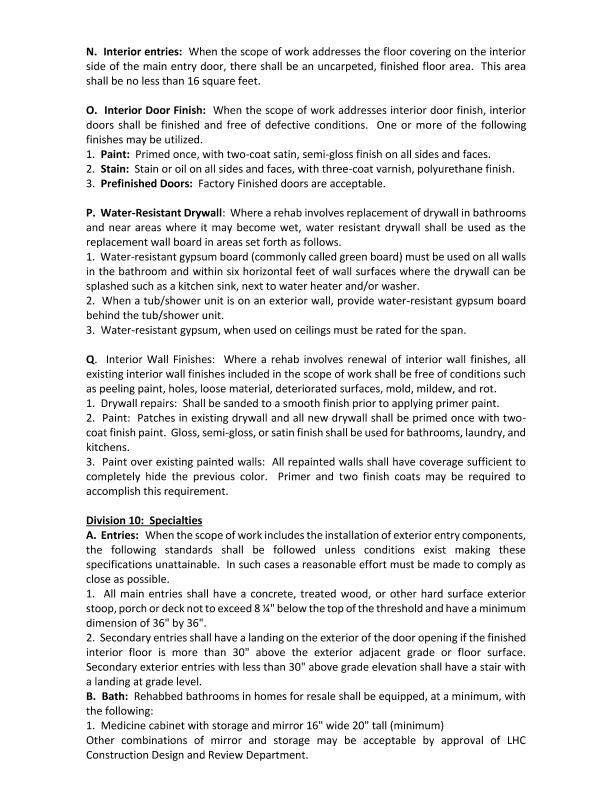 N. Interior entries: When the scope of work addresses the floor covering on the interior
side of the main entry door, there shall be an uncarpeted, finished floor area. This area
shall be no less than 16 square feet.
O. Interior Door Finish: When the scope of work addresses interior door finish, interior
doors shall be finished and free of defective conditions. One or more of the following
finishes may be utilized.
1. Paint: Primed once, with two-coat satin, semi-gloss finish on all sides and faces.
2. Stain: Stain or oil on all sides and faces, with three-coat varnish, polyurethane finish.
3. Prefinished Doors: Factory Finished doors are acceptable.
P. Water-Resistant Drywall: Where a rehab involves replacement of drywall in bathrooms
and near areas where it may become wet, water resistant drywall shall be used as the
replacement wall board in areas set forth as follows.
1. Water-resistant gypsum board (commonly called green board) must be used on all walls
in the bathroom and within six horizontal feet of wall surfaces where the drywall can be
splashed such as a kitchen sink, next to water heater and/or washer.
2. When a tub/shower unit is on an exterior wall, provide water-resistant gypsum board
behind the tub/shower unit.
3. Water-resistant gypsum, when used on ceilings must be rated for the span.
Q. Interior Wall Finishes: Where a rehab involves renewal of interior wall finishes, all
existing interior wall finishes included in the scope of work shall be free of conditions such
as peeling paint, holes, loose material, deteriorated surfaces, mold, mildew, and rot.
1. Drywall repairs: Shall be sanded to a smooth finish prior to applying primer paint.
2. Paint: Patches in existing drywall and all new drywall shall be primed once with two-
coat finish paint. Gloss, semi-gloss, or satin finish shall be used for bathrooms, laundry, and
kitchens.
3. Paint over existing painted walls: All repainted walls shall have coverage sufficient to
completely hide the previous color. Primer and two finish coats may be required to
accomplish this requirement.
Division 10: Specialties
A. Entries: When the scope of work includes the installation of exterior entry components,
the following standards shall be followed unless conditions exist making these
specifications unattainable. In such cases a reasonable effort must be made to comply as
close as possible.
1. All main entries shall have a concrete, treated wood, or other hard surface exterior
stoop, porch or deck not to exceed 8 ¼" below the top of the threshold and have a minimum
dimension of 36" by 36".
2. Secondary entries shall have a landing on the exterior of the door opening if the finished
interior floor is more than 30" above the exterior adjacent grade or floor surface.
Secondary exterior entries with less than 30" above grade elevation shall have a stair with
a landing at grade level.
B. Bath: Rehabbed bathrooms in homes for resale shall be equipped, at a minimum, with
the following:
1. Medicine cabinet with storage and mirror 16" wide 20" tall (minimum)
Other combinations of mirror and storage may be acceptable by approval of LHC
Construction Design and Review Department.